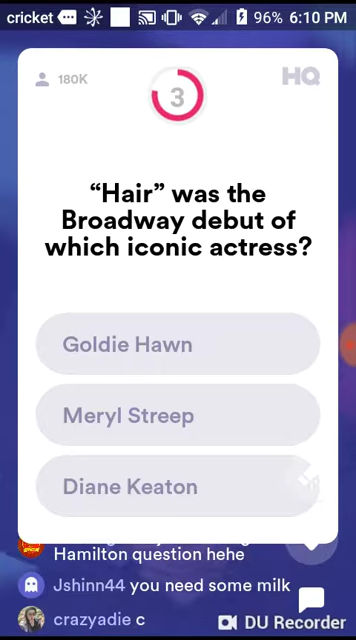 cricket 96% 6:10 PM
180K
3
HQ
“Hair” was the
Broadway debut of
which iconic actress?
Goldie Hawn
Meryl Streep
Diane Keaton
Hamilton question hehe
Jshinn44 you need some milk
crazyadie c
DU Recorder